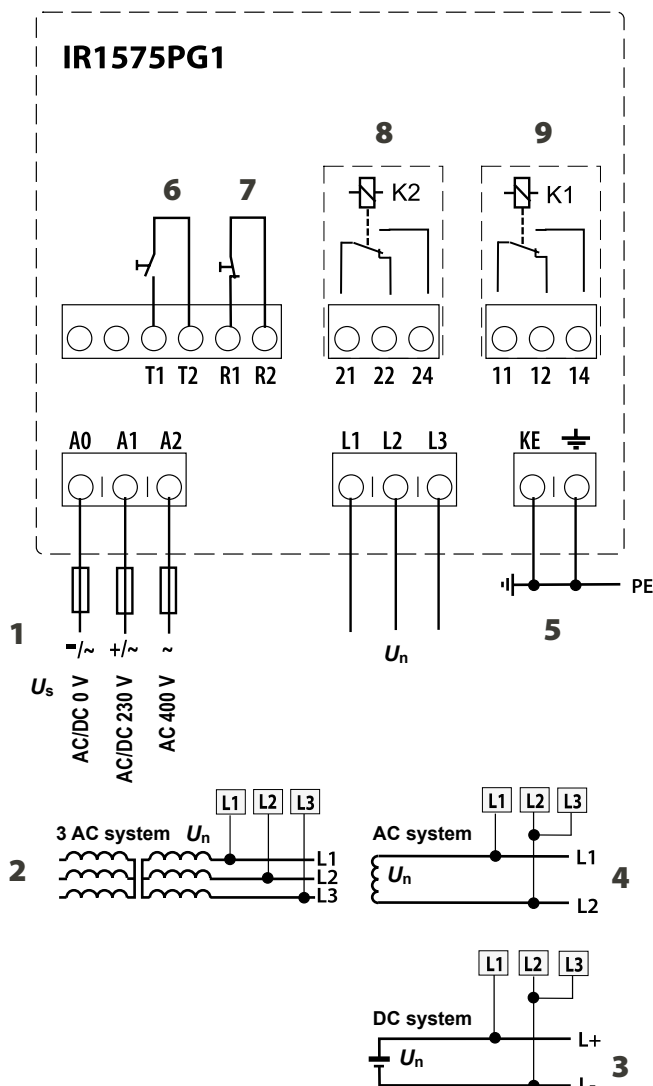 IR1575PG1
8 9
K2 K1
6 7
T1 T2 R1 R2 21 22 24 11 12 14
A0 A1 A2 L1 L2 L3 KE
PE
1 5
-/~ +/~ ~
Un
Us
AC/DC 0 V
AC/DC 230 V
AC 400 V
L1 L2 L3
3 AC system Un
L1
L2
L3
2
L1 L2 L3
AC system
Un
L1
L2
4
L1 L2 L3
DC system
Un
L+
3